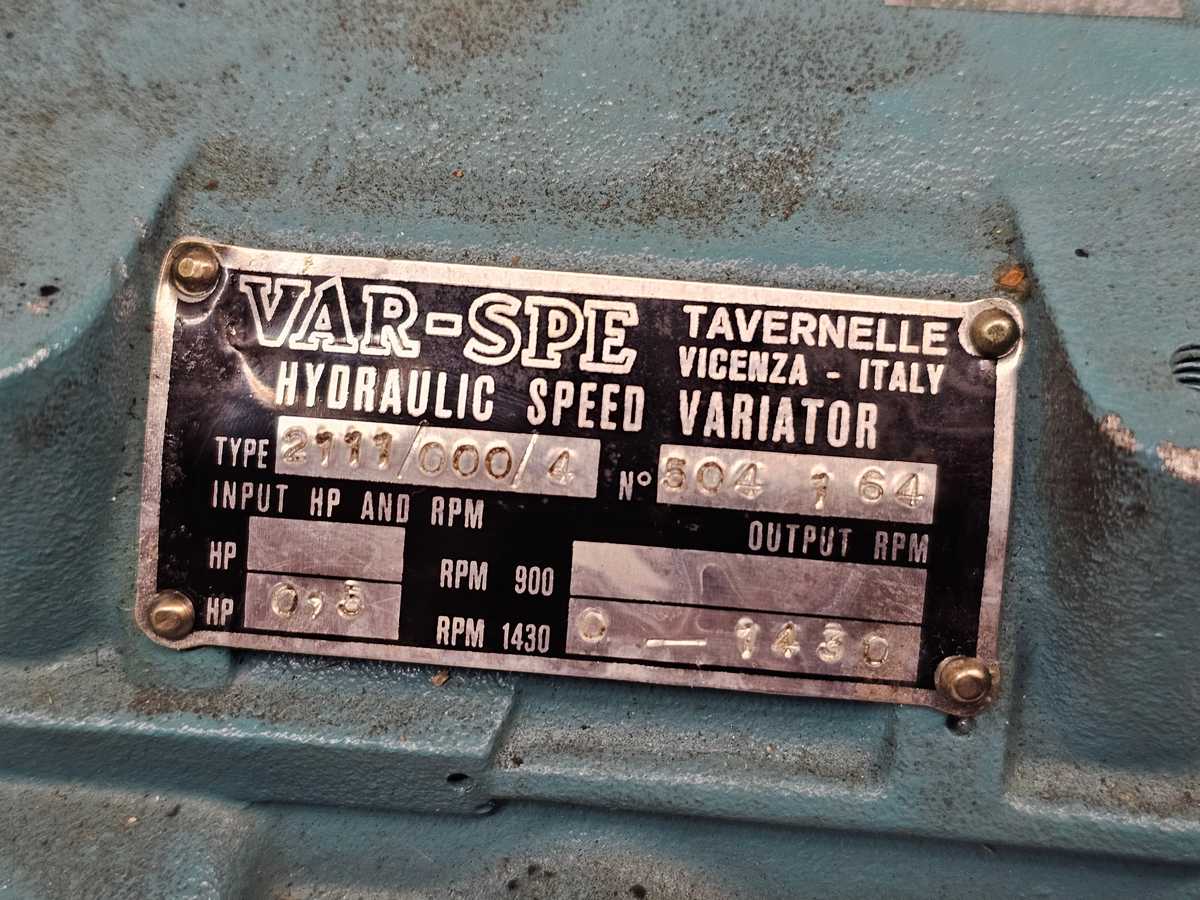 VAR-SPE TAVERNELLE
VICENZA - ITALY
HYDRAULIC SPEED VARIATOR
TYPE 2111/000/4 N° 504 164
INPUT HP AND RPM OUTPUT RPM
HP RPM 900
HP 0,5 RPM 1430 0 — 1430